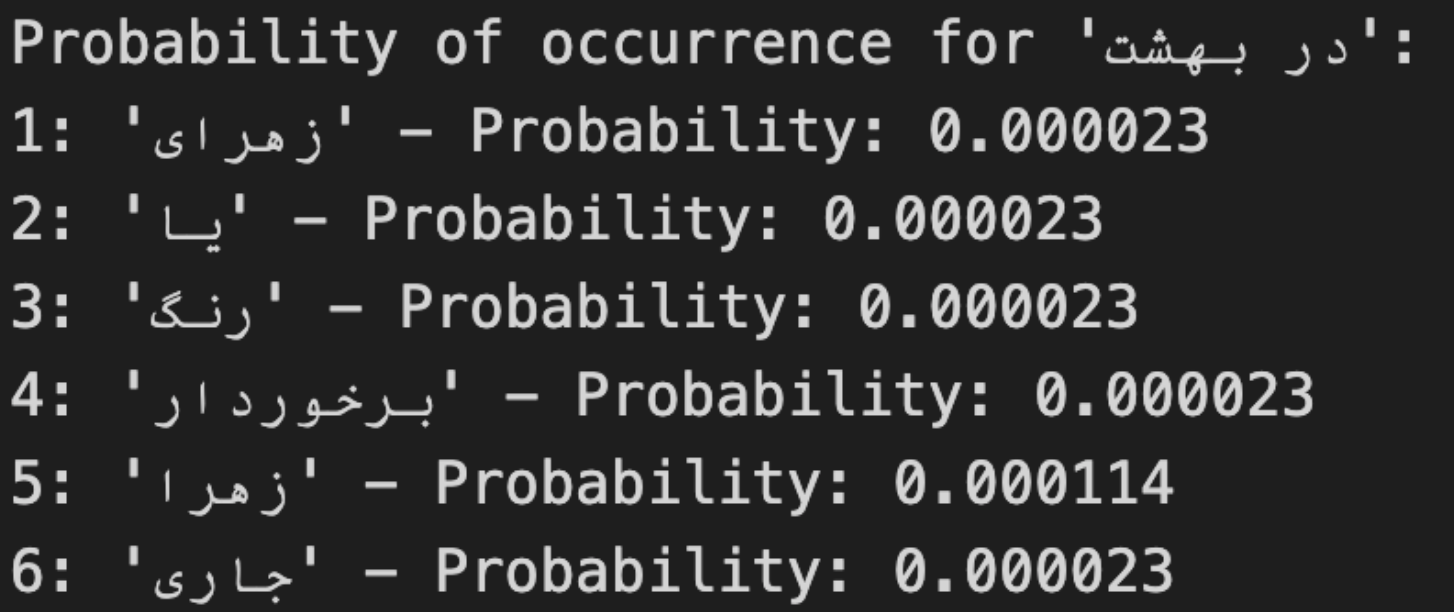 Probability of occurrence for 'در بهشت':
1: 'زهرای' – Probability: 0.000023
2: 'یا' – Probability: 0.000023
3: 'رنگ' – Probability: 0.000023
4: 'برخوردار' – Probability: 0.000023
5: 'زهرا' – Probability: 0.000114
6: 'جاری' – Probability: 0.000023